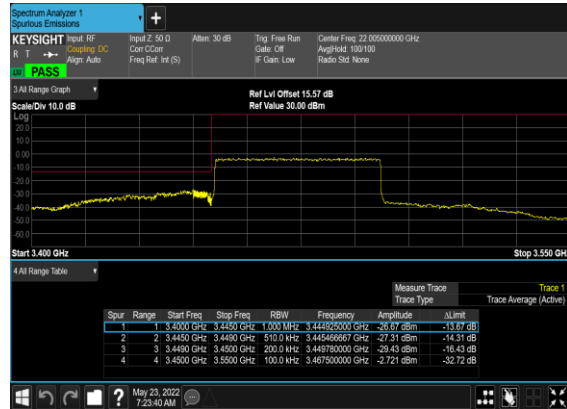 Spectrum Analyzer 1
Spurious Emissions
KEYSIGHT Input: RF Input Z: 50 Ω Atten: 30 dB Trig: Free Run Center Freq: 22.005000000 GHz
R T Coupling: DC Corr CCorr Gate: Off Avg|Hold: 100/100
Align: Auto Freq Ref: Int (S) IF Gain: Low Radio Std: None
PASS
3 All Range Graph
Ref Lvl Offset 15.57 dB
Scale/Div 10.0 dB Ref Value 30.00 dBm
Log
20.0
10.0
0.00
-10.0
-20.0
-30.0
-40.0
-50.0
-60.0
Start 3.400 GHz Stop 3.550 GH
4 All Range Table
Measure Trace Trace 1
Trace Type Trace Average (Active)
Spur Range Start Freq Stop Freq RBW Frequency Amplitude ΔLimit
1 1 3.4000 GHz 3.4450 GHz 1.000 MHz 3.444925000 GHz -26.67 dBm -13.67 dB
2 2 3.4450 GHz 3.4490 GHz 510.0 kHz 3.445466667 GHz -27.31 dBm -14.31 dB
3 3 3.4490 GHz 3.4500 GHz 200.0 kHz 3.449780000 GHz -29.43 dBm -16.43 dB
4 4 3.4500 GHz 3.5500 GHz 100.0 kHz 3.467500000 GHz -2.721 dBm -32.72 dB
? May 23, 2022
7:23:40 AM